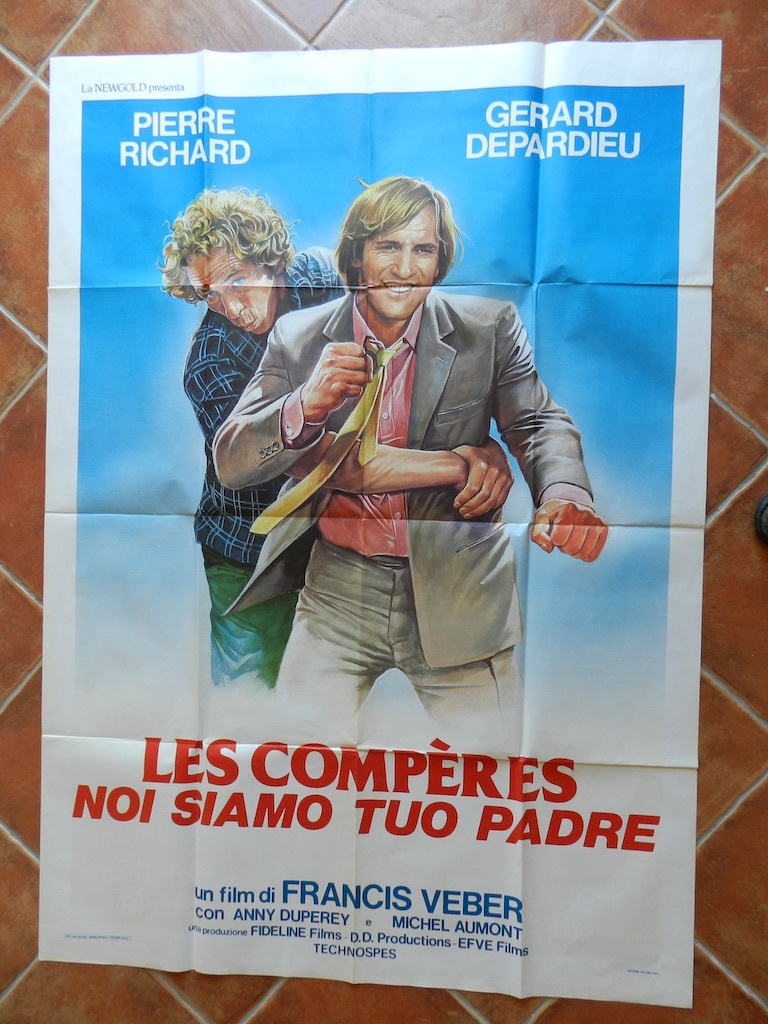 La NEWGOLD presenta
PIERRE
RICHARD
GERARD
DEPARDIEU
LES COMPÈRES
NOI SIAMO TUO PADRE
un film di FRANCIS VEBER
con ANNY DUPEREY e MICHEL AUMONT
una produzione FIDELINE Films - D.D. Productions - EFVE Films
TECHNOSPES